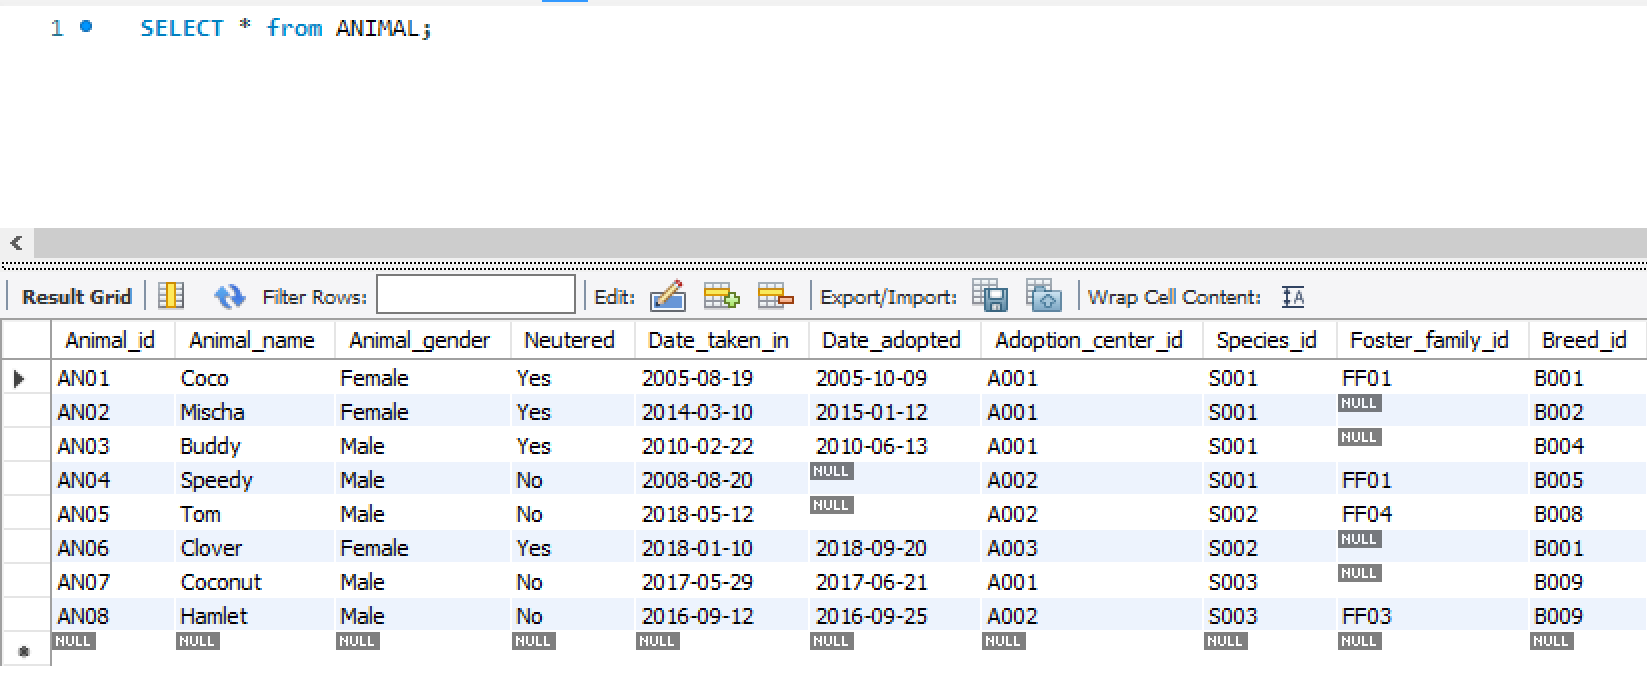 1 SELECT * from ANIMAL;
Result Grid Filter Rows: Edit: Export/Import: Wrap Cell Content: IA
Animal_id Animal_name Animal_gender Neutered Date_taken_in Date_adopted Adoption_center_id Species_id Foster_family_id Breed_id
AN01 Coco Female Yes 2005-08-19 2005-10-09 A001 S001 FF01 B001
AN02 Mischa Female Yes 2014-03-10 2015-01-12 A001 S001 NULL B002
AN03 Buddy Male Yes 2010-02-22 2010-06-13 A001 S001 NULL B004
AN04 Speedy Male No 2008-08-20 NULL A002 S001 FF01 B005
AN05 Tom Male No 2018-05-12 NULL A002 S002 FF04 B008
AN06 Clover Female Yes 2018-01-10 2018-09-20 A003 S002 NULL B001
AN07 Coconut Male No 2017-05-29 2017-06-21 A001 S003 NULL B009
AN08 Hamlet Male No 2016-09-12 2016-09-25 A002 S003 FF03 B009
NULL NULL NULL NULL NULL NULL NULL NULL NULL NULL